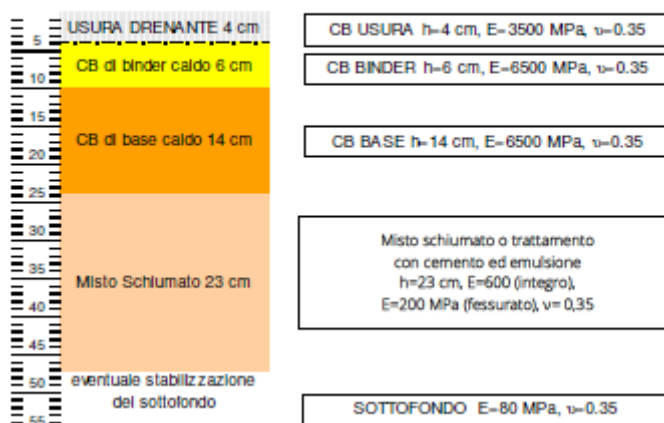 USURA DRENANTE 4 cm
CB di binder caldo 6 cm
CB di base caldo 14 cm
Misto Schiumato 23 cm
eventuale stabilizzazione
del sottofondo
5
10
15
20
25
30
35
40
45
50
55
CB USURA h=4 cm, E=3500 MPa, υ=0.35
CB BINDER h=6 cm, E=6500 MPa, υ=0.35
CB BASE h=14 cm, E=6500 MPa, υ=0.35
Misto schiumato o trattamento
con cemento ed emulsione
h=23 cm, E=600 (integro),
E=200 MPa (fessurato), ν= 0,35
SOTTOFONDO E=80 MPa, υ=0.35